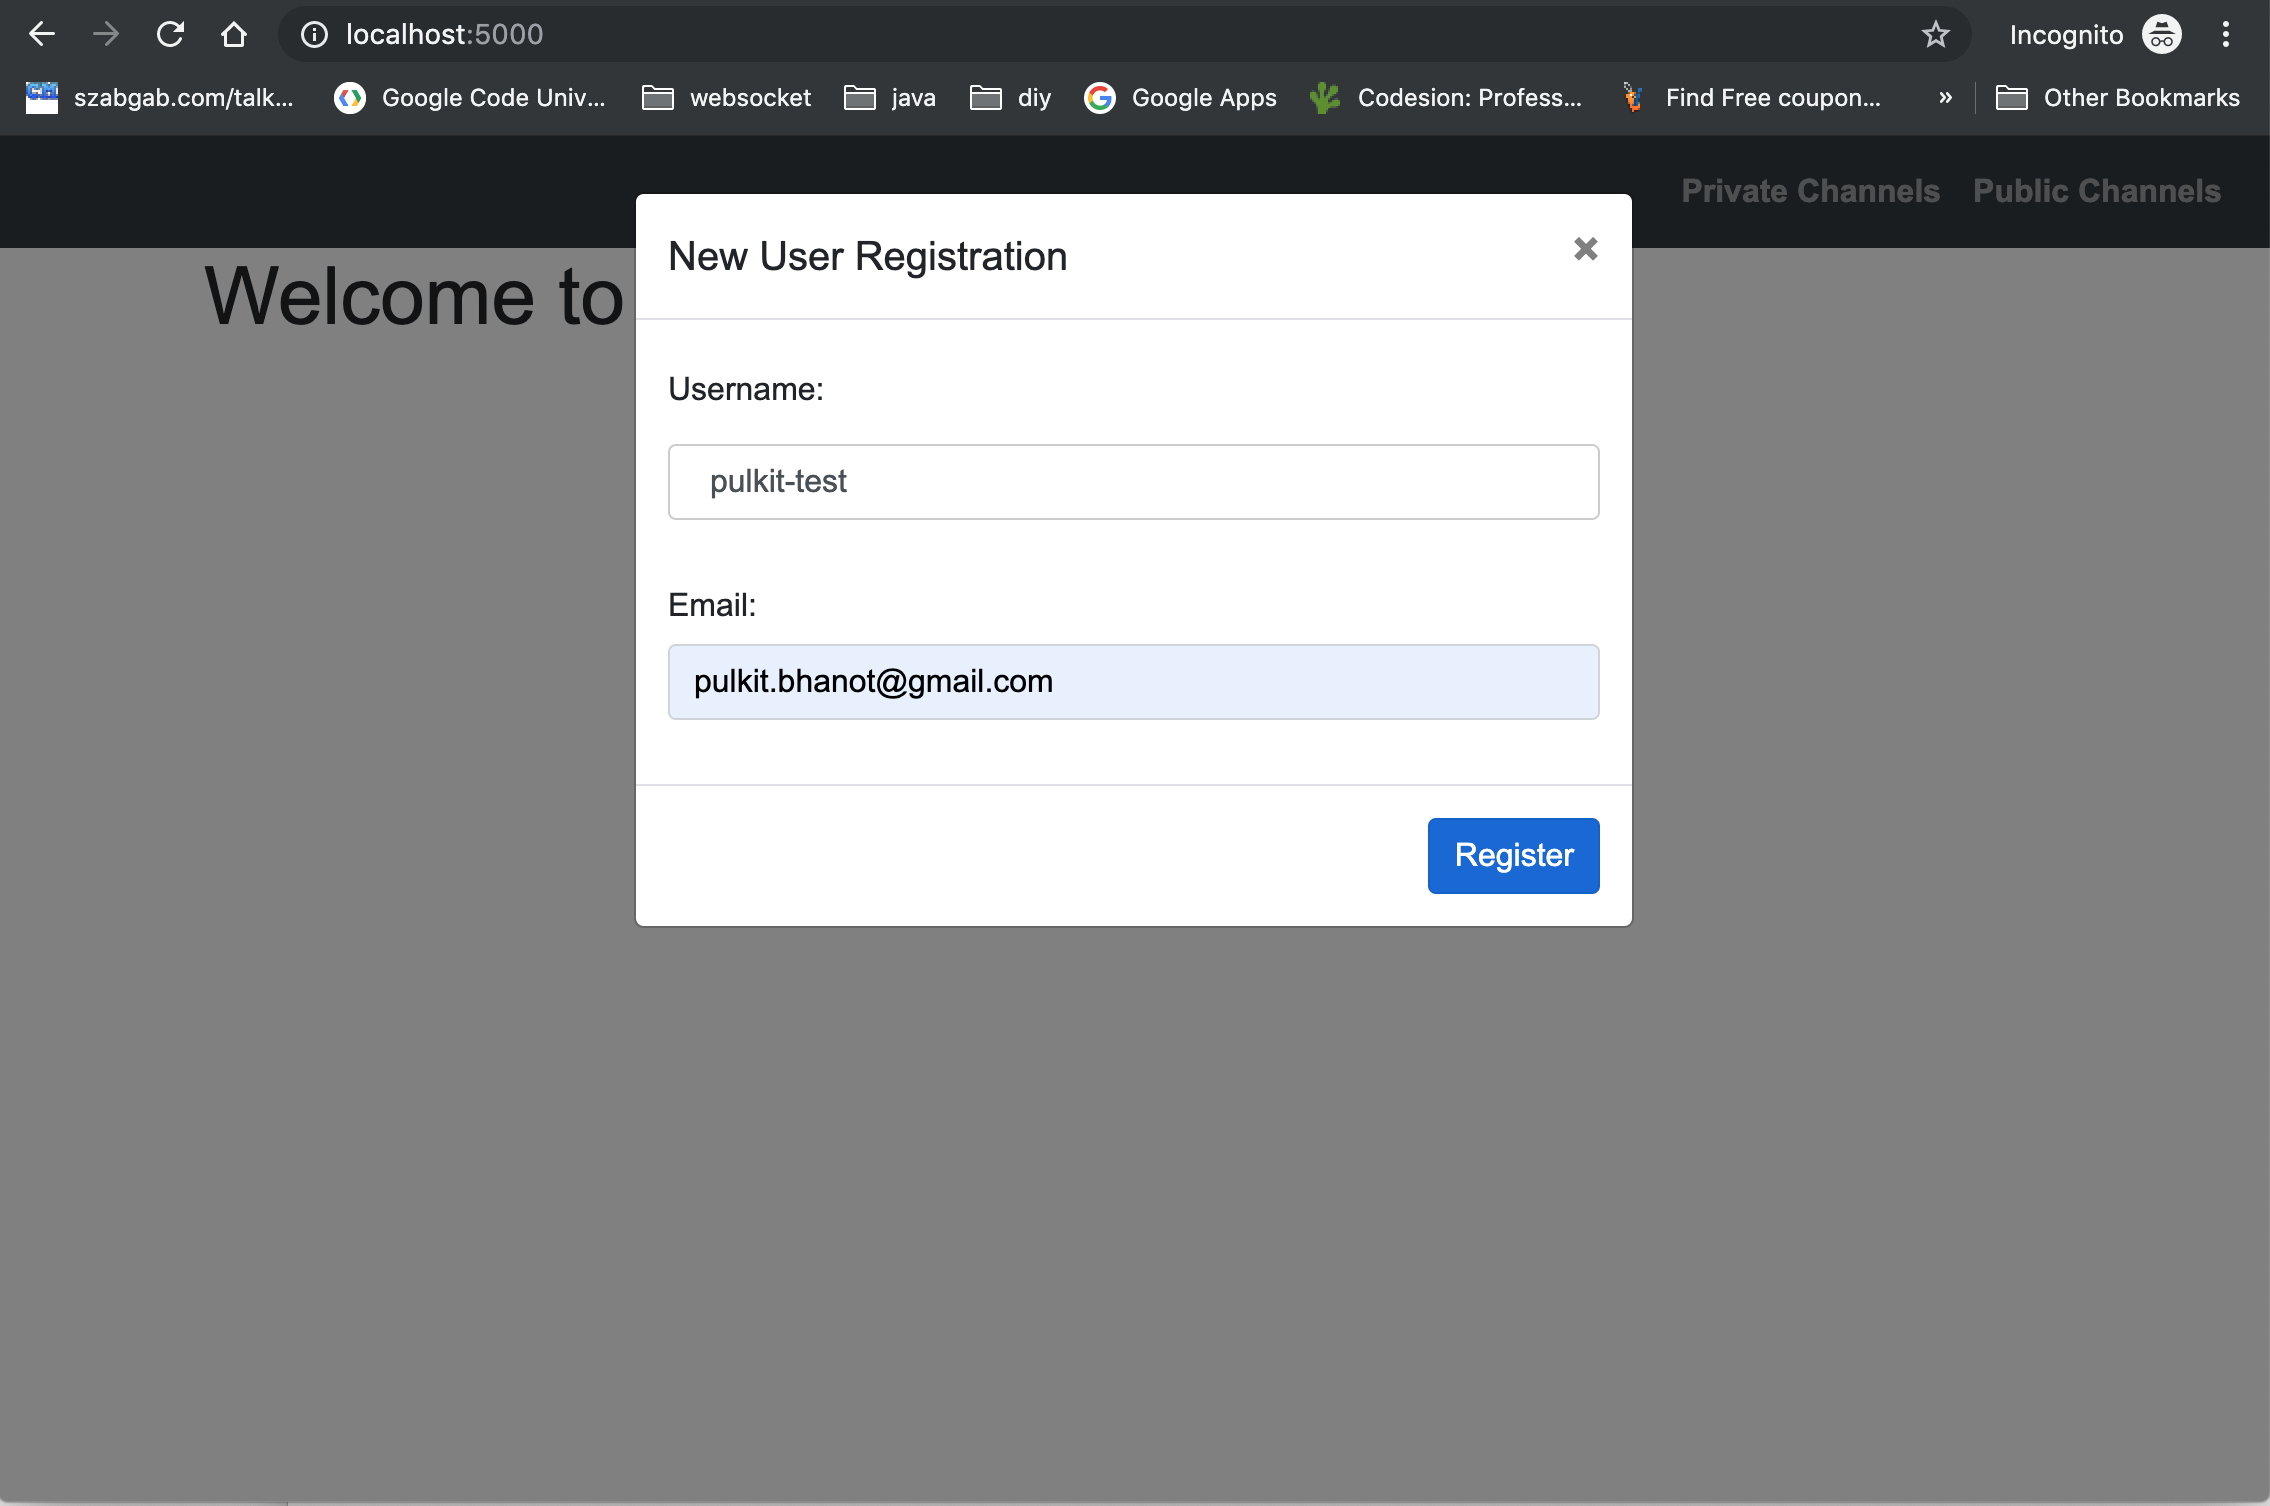 localhost:5000
Incognito
szabgab.com/talk...
Google Code Univ...
websocket
java
diy
Google Apps
Codesion: Profess...
Find Free coupon...
»
Other Bookmarks
Private Channels
Public Channels
Welcome to
New User Registration
Username:
pulkit-test
Email:
pulkit.bhanot@gmail.com
Register